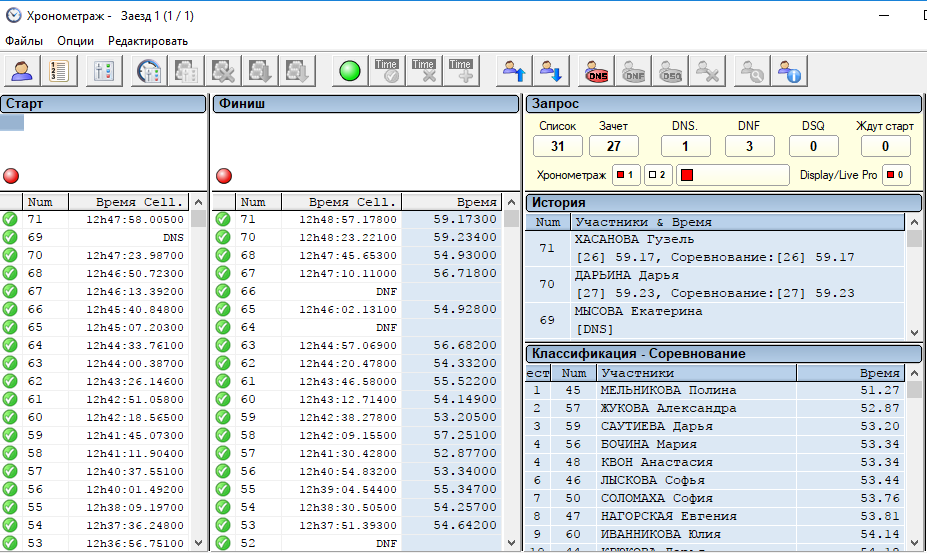 Хронометраж - Заезд 1 (1 / 1)
Файлы Опции Редактировать
Time Time Time DNS DNF DSQ
Старт
Num Время Cell.
71 12h47:58.00500
69 DNS
70 12h47:23.98700
68 12h46:50.72300
67 12h46:13.39200
66 12h45:40.84800
65 12h45:07.20300
64 12h44:33.76100
63 12h44:00.38700
62 12h43:26.14600
61 12h42:51.05800
60 12h42:18.56500
59 12h41:45.07300
58 12h41:11.90400
57 12h40:37.55100
56 12h40:01.49200
55 12h38:09.19700
54 12h37:36.24800
53 12h36:56.75100
Финиш
Num Время Cell. Время
71 12h48:57.17800 59.17300
70 12h48:23.22100 59.23400
68 12h47:45.65300 54.93000
67 12h47:10.11000 56.71800
66 DNF
65 12h46:02.13100 54.92800
64 DNF
63 12h44:57.06900 56.68200
62 12h44:20.47800 54.33200
61 12h43:46.58000 55.52200
60 12h43:12.71400 54.14900
59 12h42:38.27800 53.20500
58 12h42:09.15500 57.25100
57 12h41:30.42800 52.87700
56 12h40:54.83200 53.34000
55 12h39:04.54400 55.34700
54 12h38:30.50500 54.25700
53 12h37:51.39300 54.64200
52 DNF
Запрос
Список Зачет DNS. DNF DSQ Ждут старт
31 27 1 3 0 0
Хронометраж 1 2 Display/Live Pro 0
История
Num Участники & Время
71 ХАСАНОВА Гузель
[26] 59.17, Соревнование:[26] 59.17
70 ДАРЬИНА Дарья
[27] 59.23, Соревнование:[27] 59.23
69 МЫСОВА Екатерина
[DNS]
Классификация - Соревнование
ест Num Участники Время
1 45 МЕЛЬНИКОВА Полина 51.27
2 57 ЖУКОВА Александра 52.87
3 59 САУТИЕВА Дарья 53.20
4 56 БОЧИНА Мария 53.34
4 48 КВОН Анастасия 53.34
6 46 ЛЫСКОВА Софья 53.44
7 50 СОЛОМАХА София 53.76
8 47 НАГОРСКАЯ Евгения 53.81
9 60 ИВАННИКОВА Юлия 54.14